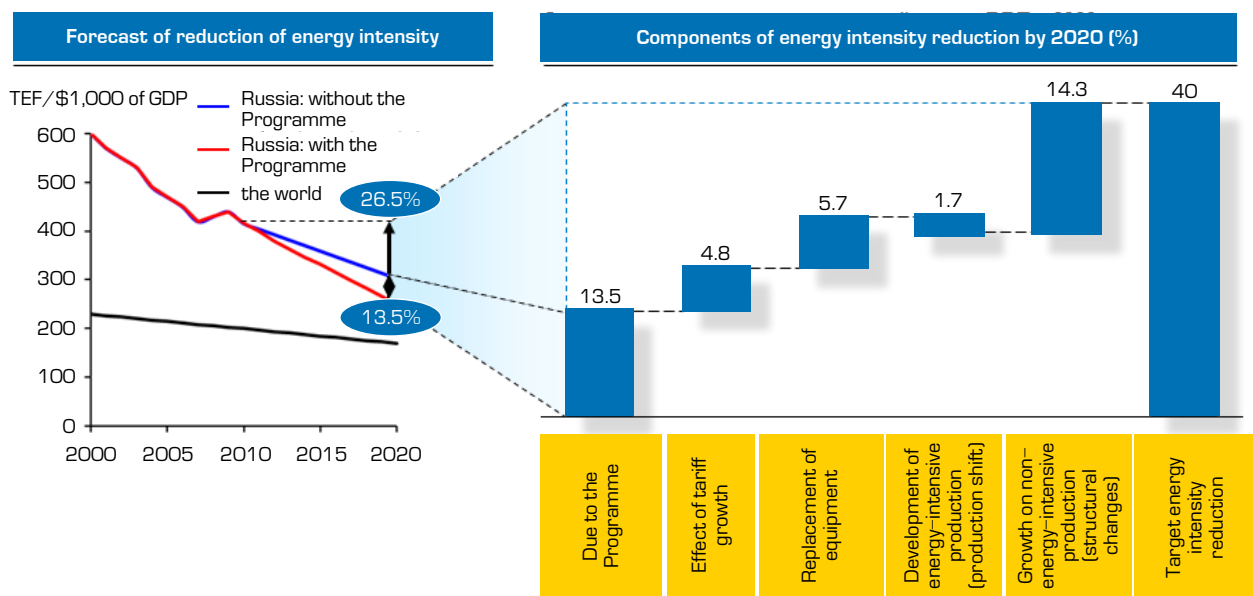 Forecast of reduction of energy intensity
TEF/$1,000 of GDP
Russia: without the
Programme
Russia: with the
Programme
the world
600
500
400
300
200
100
0
2000 2005 2010 2015 2020
26.5%
13.5%
Components of energy intensity reduction by 2020 (%)
13.5
4.8
5.7
1.7
14.3
40
Due to the
Programme
Effect of tariff
growth
Replacement of
equipment
Development of
energy–intensive
production
(production shift)
Growth on non–
energy–intensive
production
(structural
changes)
Target energy
intensity
reduction